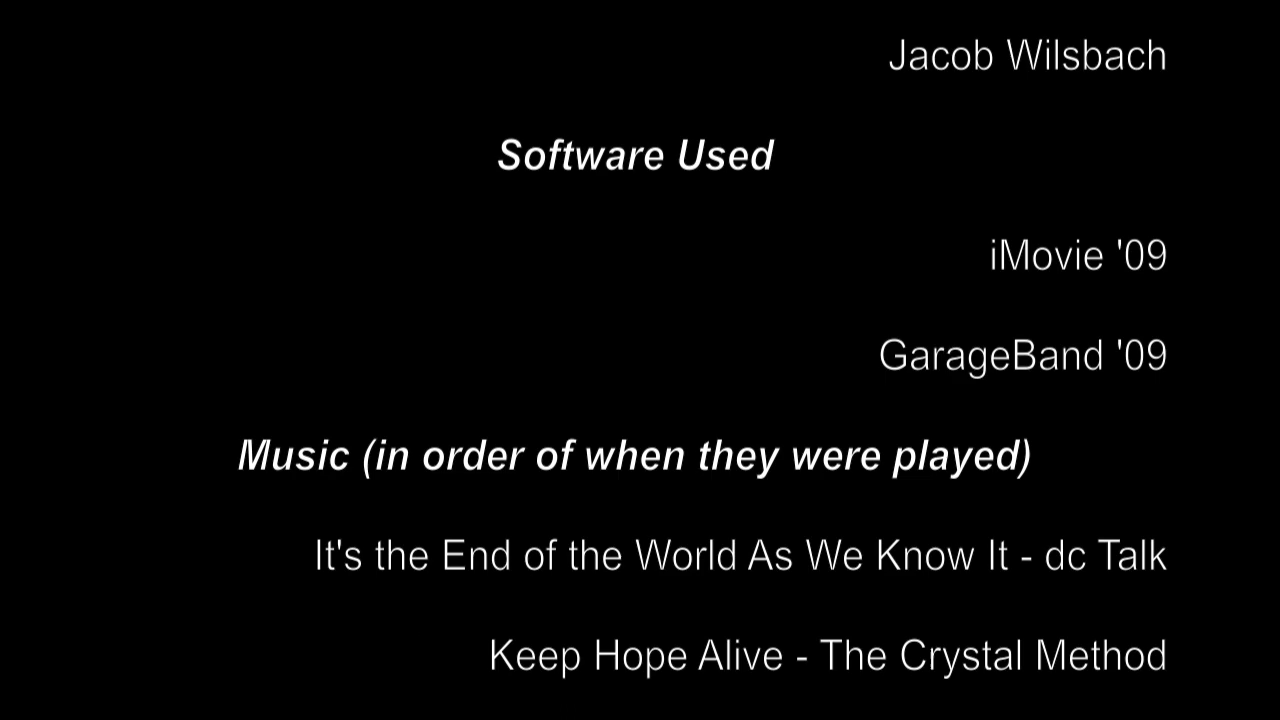 Jacob Wilsbach
Software Used
iMovie '09
GarageBand '09
Music (in order of when they were played)
It's the End of the World As We Know It - dc Talk
Keep Hope Alive - The Crystal Method